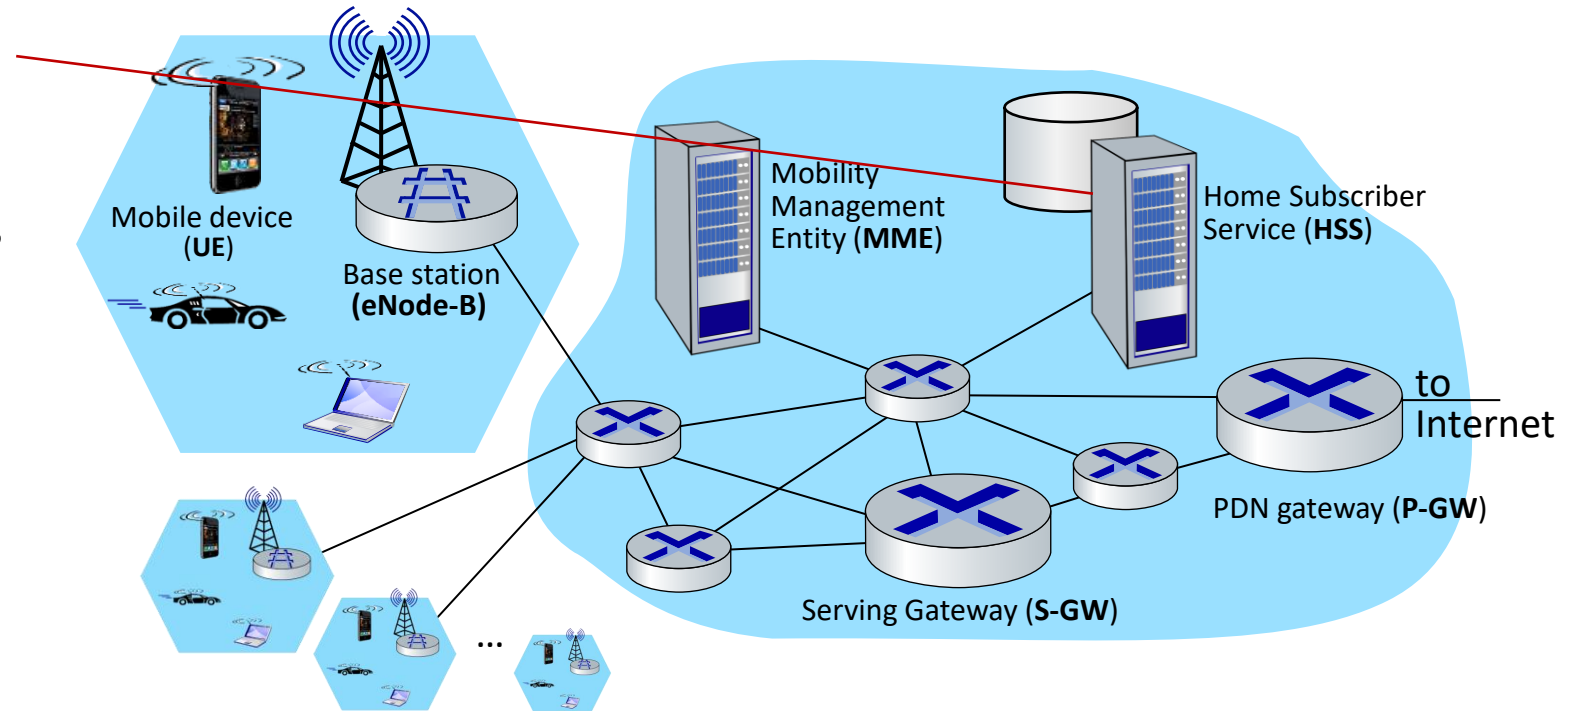 Mobile device
(UE)
Base station
(eNode-B)
Mobility
Management
Entity (MME)
Home Subscriber
Service (HSS)
to
Internet
PDN gateway (P-GW)
Serving Gateway (S-GW)
...